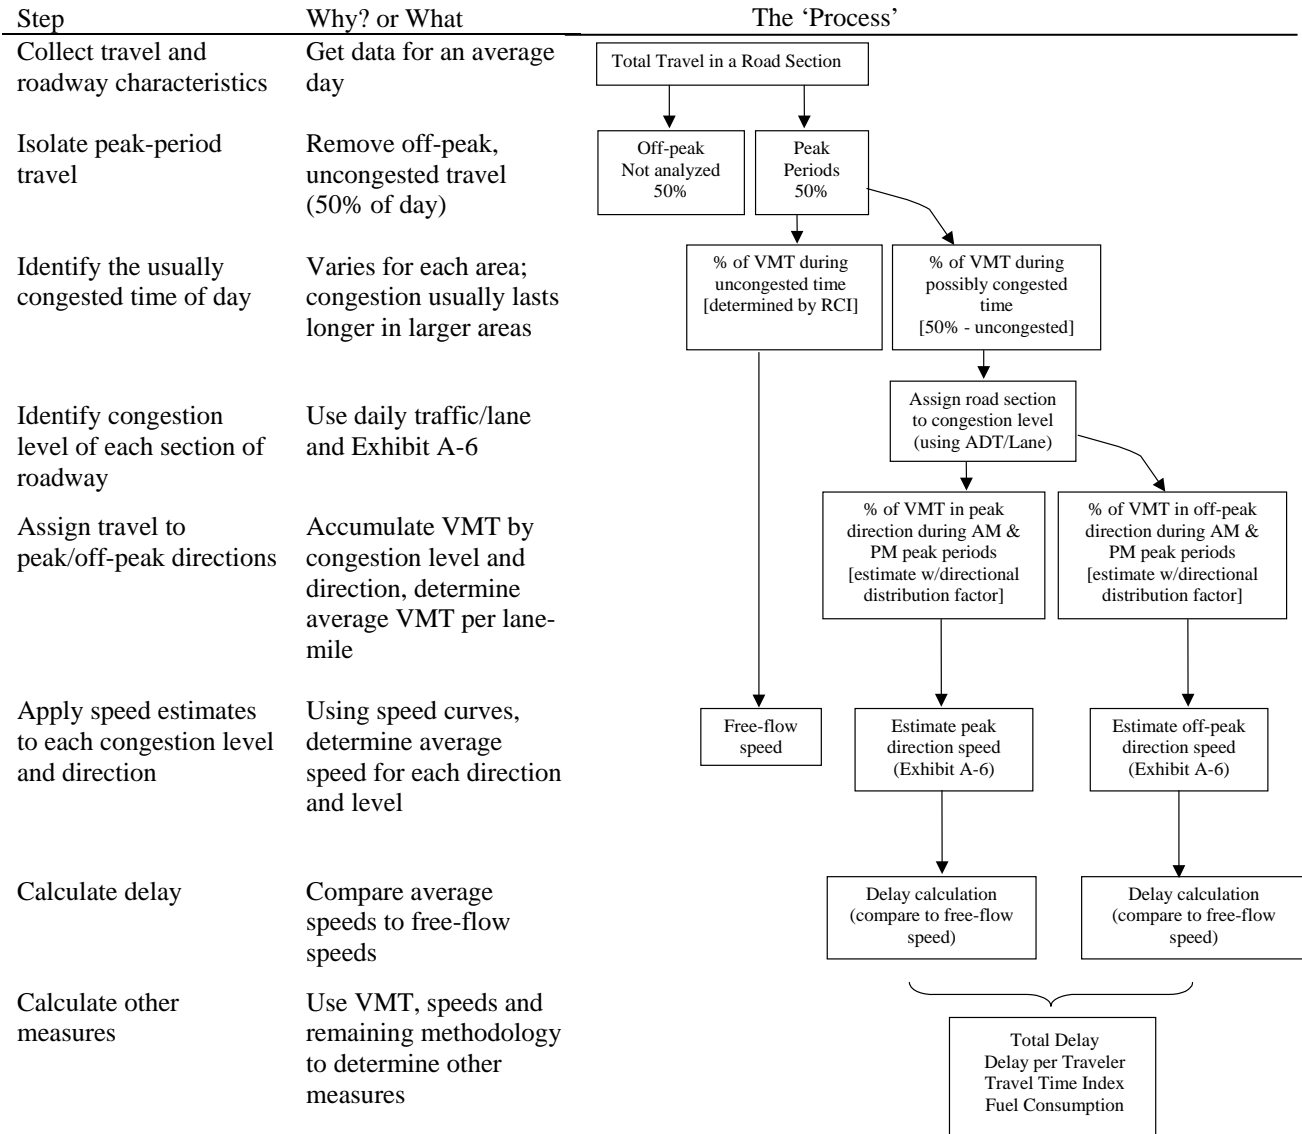 Step
Why? or What
The ‘Process’
Collect travel and
roadway characteristics
Get data for an average
day
Total Travel in a Road Section
Isolate peak-period
travel
Remove off-peak,
uncongested travel
(50% of day)
Off-peak
Not analyzed
50%
Peak
Periods
50%
Identify the usually
congested time of day
Varies for each area;
congestion usually lasts
longer in larger areas
% of VMT during
uncongested time
[determined by RCI]
% of VMT during
possibly congested
time
[50% - uncongested]
Identify congestion
level of each section of
roadway
Use daily traffic/lane
and Exhibit A-6
Assign road section
to congestion level
(using ADT/Lane)
Assign travel to
peak/off-peak directions
Accumulate VMT by
congestion level and
direction, determine
average VMT per lane-
mile
% of VMT in peak
direction during AM &
PM peak periods
[estimate w/directional
distribution factor]
% of VMT in off-peak
direction during AM &
PM peak periods
[estimate w/directional
distribution factor]
Apply speed estimates
to each congestion level
and direction
Using speed curves,
determine average
speed for each direction
and level
Free-flow
speed
Estimate peak
direction speed
(Exhibit A-6)
Estimate off-peak
direction speed
(Exhibit A-6)
Calculate delay
Compare average
speeds to free-flow
speeds
Delay calculation
(compare to free-flow
speed)
Delay calculation
(compare to free-flow
speed)
Calculate other
measures
Use VMT, speeds and
remaining methodology
to determine other
measures
Total Delay
Delay per Traveler
Travel Time Index
Fuel Consumption